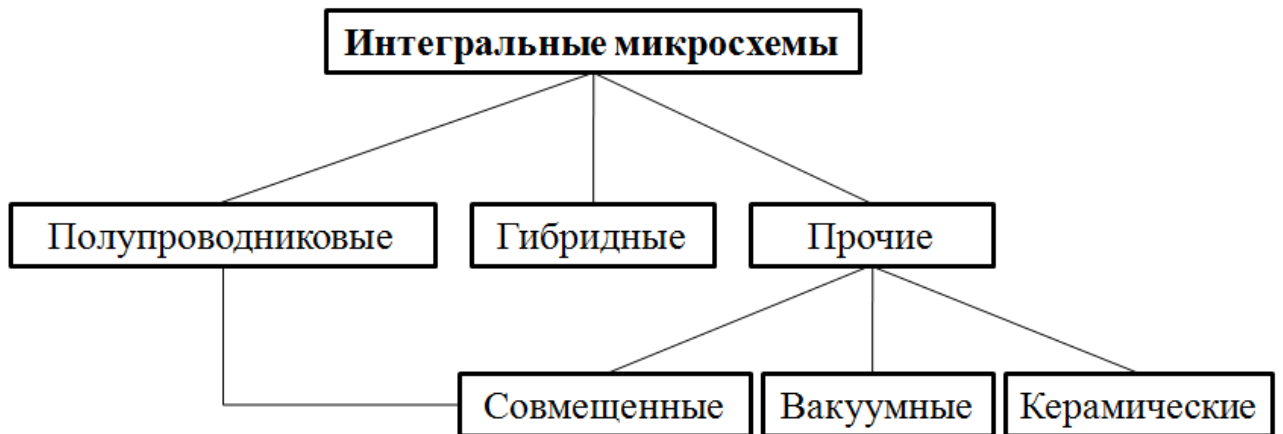 Интегральные микросхемы
Полупроводниковые
Гибридные
Прочие
Совмещенные
Вакуумные
Керамические